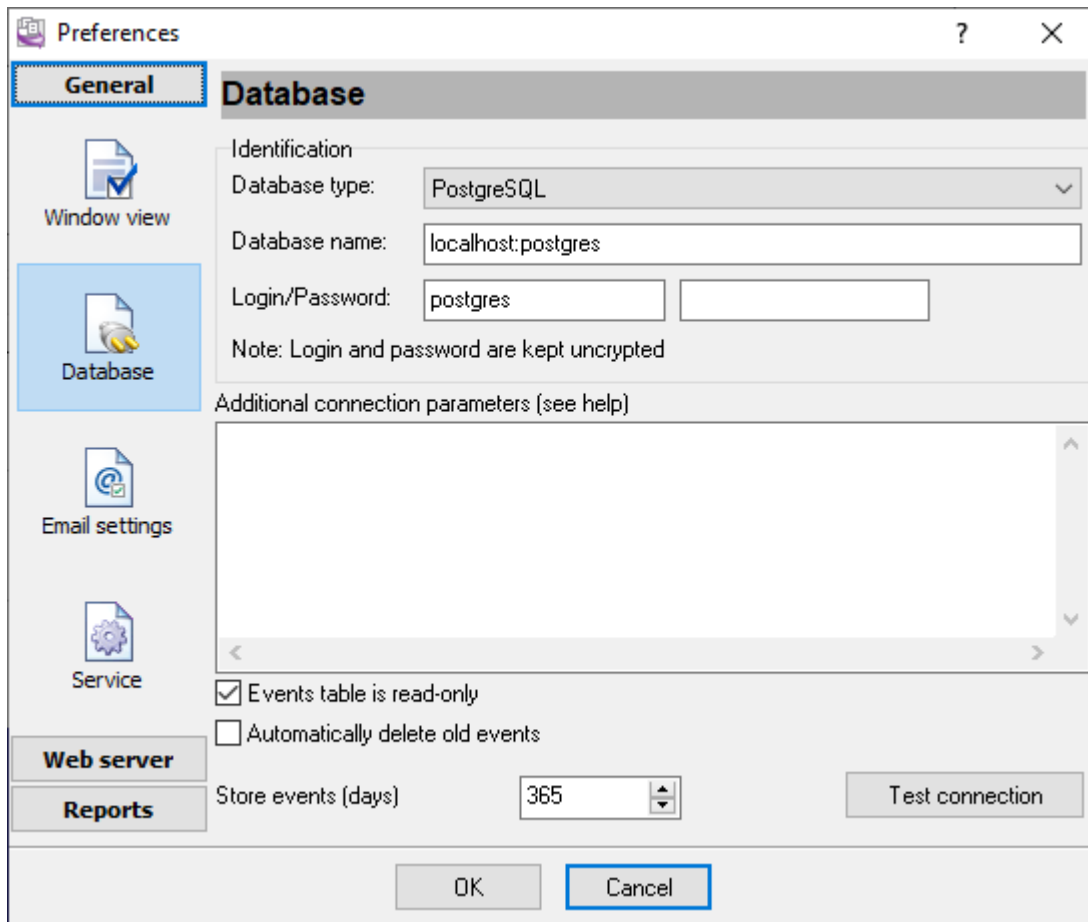 Preferences
?
General
Window view
Database
Email settings
Service
Web server
Reports
Database
Identification
Database type:
PostgreSQL
Database name:
localhost:postgres
Login/Password:
postgres
Note: Login and password are kept uncrypted
Additional connection parameters (see help)
Events table is read-only
Automatically delete old events
Store events (days)
365
Test connection
OK
Cancel